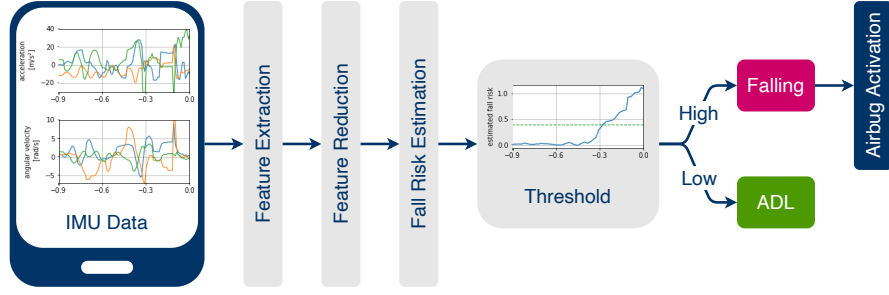 acceleration
[m/s²]
40
20
0
−20
−0.9
−0.6
−0.3
0.0
angular velocity
[rad/s]
10
5
0
−5
−0.9
−0.6
−0.3
0.0
IMU Data
Feature Extraction
Feature Reduction
Fall Risk Estimation
estimated fall risk
1.0
0.5
0.0
−0.9
−0.6
−0.3
0.0
Threshold
High
Low
Falling
ADL
Airbug Activation